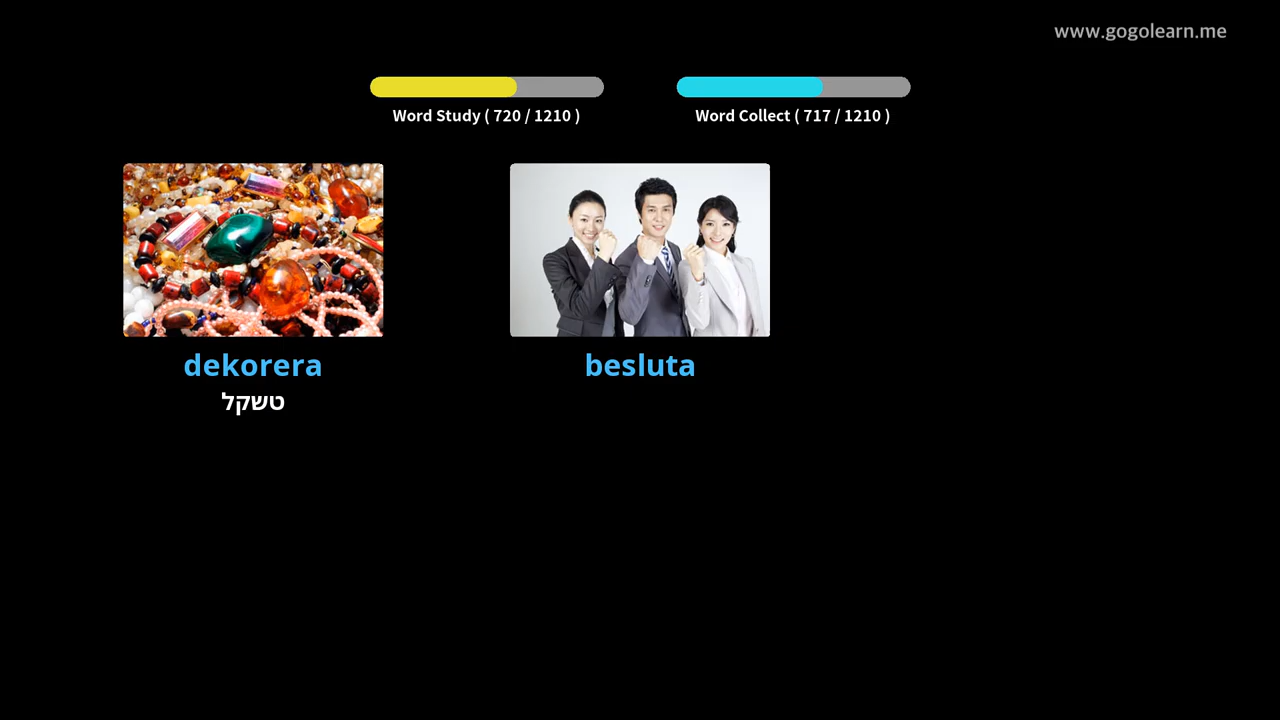 www.gogolearn.me
Word Study ( 720 / 1210 )
Word Collect ( 717 / 1210 )
dekorera
טשקל
besluta